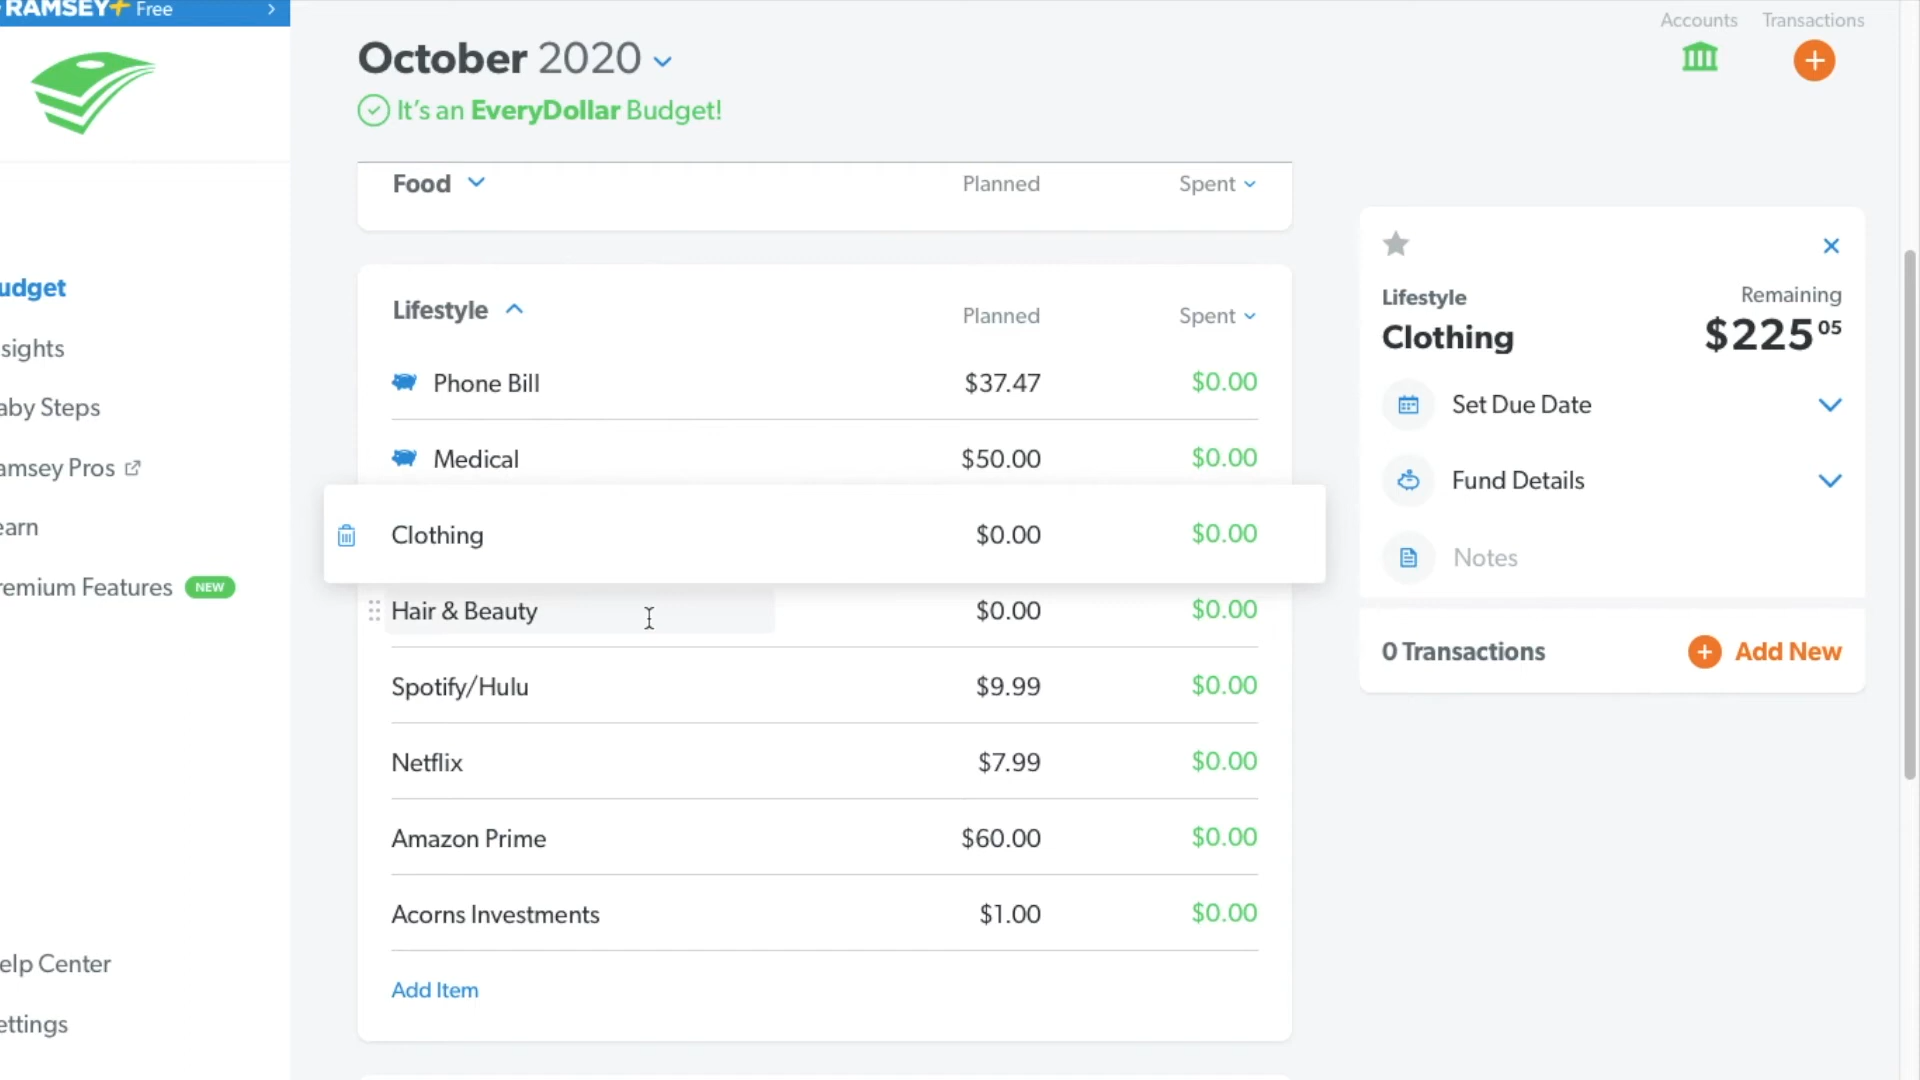 RAMSEY+ Free
Accounts Transactions
October 2020
It's an EveryDollar Budget!
Food Planned Spent
Lifestyle Planned Spent
Phone Bill $37.47 $0.00
Medical $50.00 $0.00
Clothing $0.00 $0.00
Hair & Beauty $0.00 $0.00
Spotify/Hulu $9.99 $0.00
Netflix $7.99 $0.00
Amazon Prime $60.00 $0.00
Acorns Investments $1.00 $0.00
Add Item
udget
sights
aby Steps
amsey Pros
earn
remium Features NEW
elp Center
ettings
Lifestyle Remaining
Clothing $225 05
Set Due Date
Fund Details
Notes
0 Transactions Add New